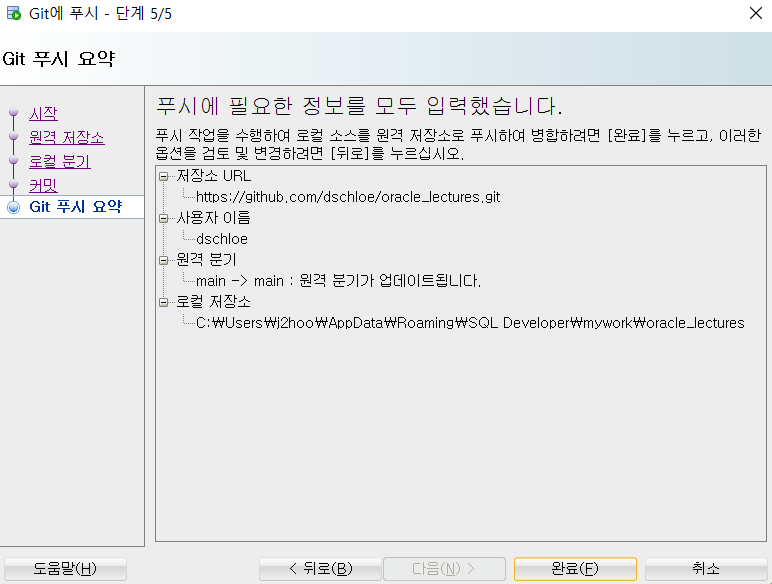 Git에 푸시 - 단계 5/5
Git 푸시 요약
시작
원격 저장소
로컬 분기
커밋
Git 푸시 요약
푸시에 필요한 정보를 모두 입력했습니다.
푸시 작업을 수행하여 로컬 소스를 원격 저장소로 푸시하여 병합하려면 [완료]를 누르고, 이러한
옵션을 검토 및 변경하려면 [뒤로]를 누르십시오.
저장소 URL
https://github.com/dschloe/oracle_lectures.git
사용자 이름
dschloe
원격 분기
main -> main : 원격 분기가 업데이트됩니다.
로컬 저장소
C:₩Users₩j2hoo₩AppData₩Roaming₩SQL Developer₩mywork₩oracle_lectures
도움말(H)
< 뒤로(B)
다음(N) >
완료(F)
취소